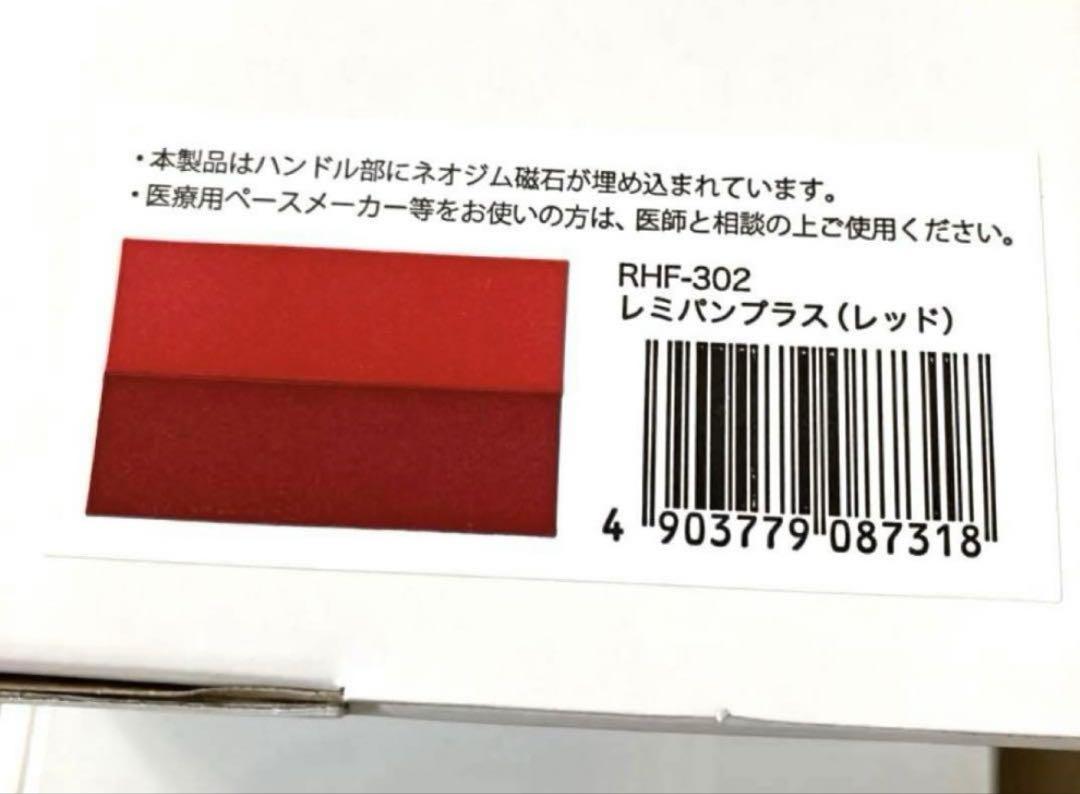 ・本製品はハンドル部にネオジム磁石が埋め込まれています。
・医療用ペースメーカー等をお使いの方は、医師と相談の上ご使用ください。
RHF-302
レミパンプラス（レッド）
4 903779 087318